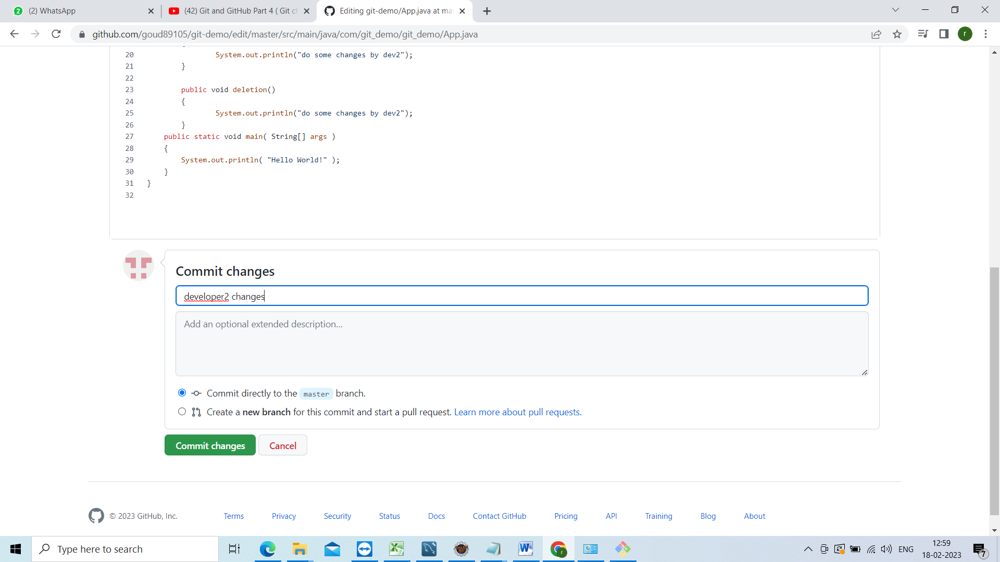 2
(2) WhatsApp
(42) Git and GitHub Part 4 ( Git c
Editing git-demo/App.java at ma
github.com/goud89105/git-demo/edit/master/src/main/java/com/git_demo/git_demo/App.java
r
20 System.out.println("do some changes by dev2");
21 }
22
23 public void deletion()
24 {
25 System.out.println("do some changes by dev2");
26 }
27 public static void main( String[] args )
28 {
29 System.out.println( "Hello World!" );
30 }
31 }
32
Commit changes
developer2 changes
Add an optional extended description...
Commit directly to the master branch.
Create a new branch for this commit and start a pull request. Learn more about pull requests.
Commit changes Cancel
© 2023 GitHub, Inc. Terms Privacy Security Status Docs Contact GitHub Pricing API Training Blog About
Type here to search
ENG
12:59
18-02-2023
7